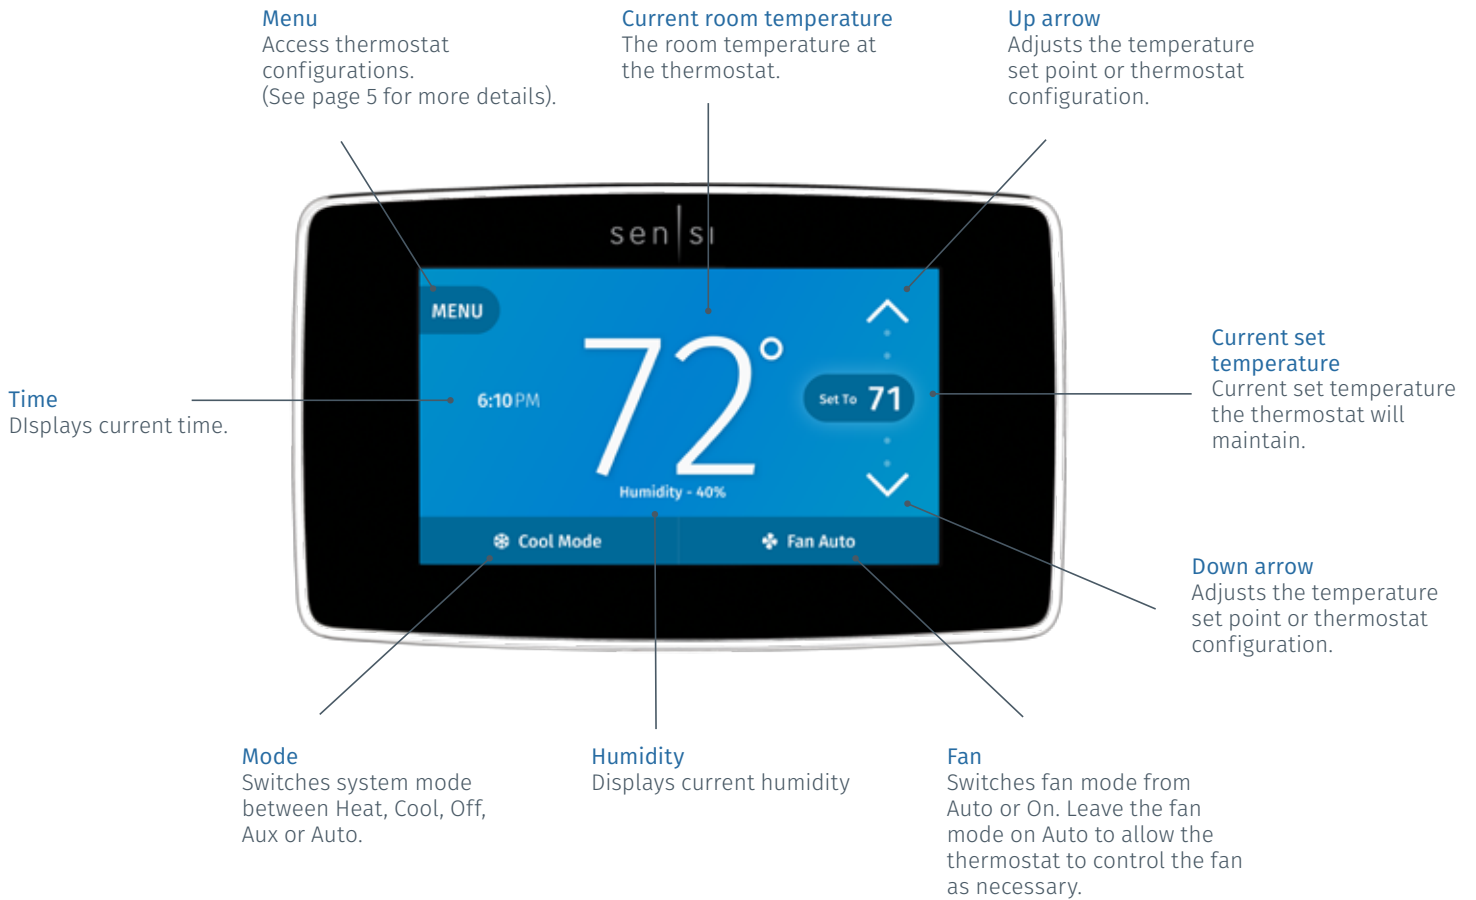 Menu
Access thermostat
configurations.
(See page 5 for more details).
Current room temperature
The room temperature at
the thermostat.
Up arrow
Adjusts the temperature
set point or thermostat
configuration.
sensi
MENU
72°
6:10 PM
Set To 71
Humidity - 40%
Cool Mode
Fan Auto
Time
DIsplays current time.
Current set
temperature
Current set temperature
the thermostat will
maintain.
Down arrow
Adjusts the temperature
set point or thermostat
configuration.
Mode
Switches system mode
between Heat, Cool, Off,
Aux or Auto.
Humidity
Displays current humidity
Fan
Switches fan mode from
Auto or On. Leave the fan
mode on Auto to allow the
thermostat to control the fan
as necessary.